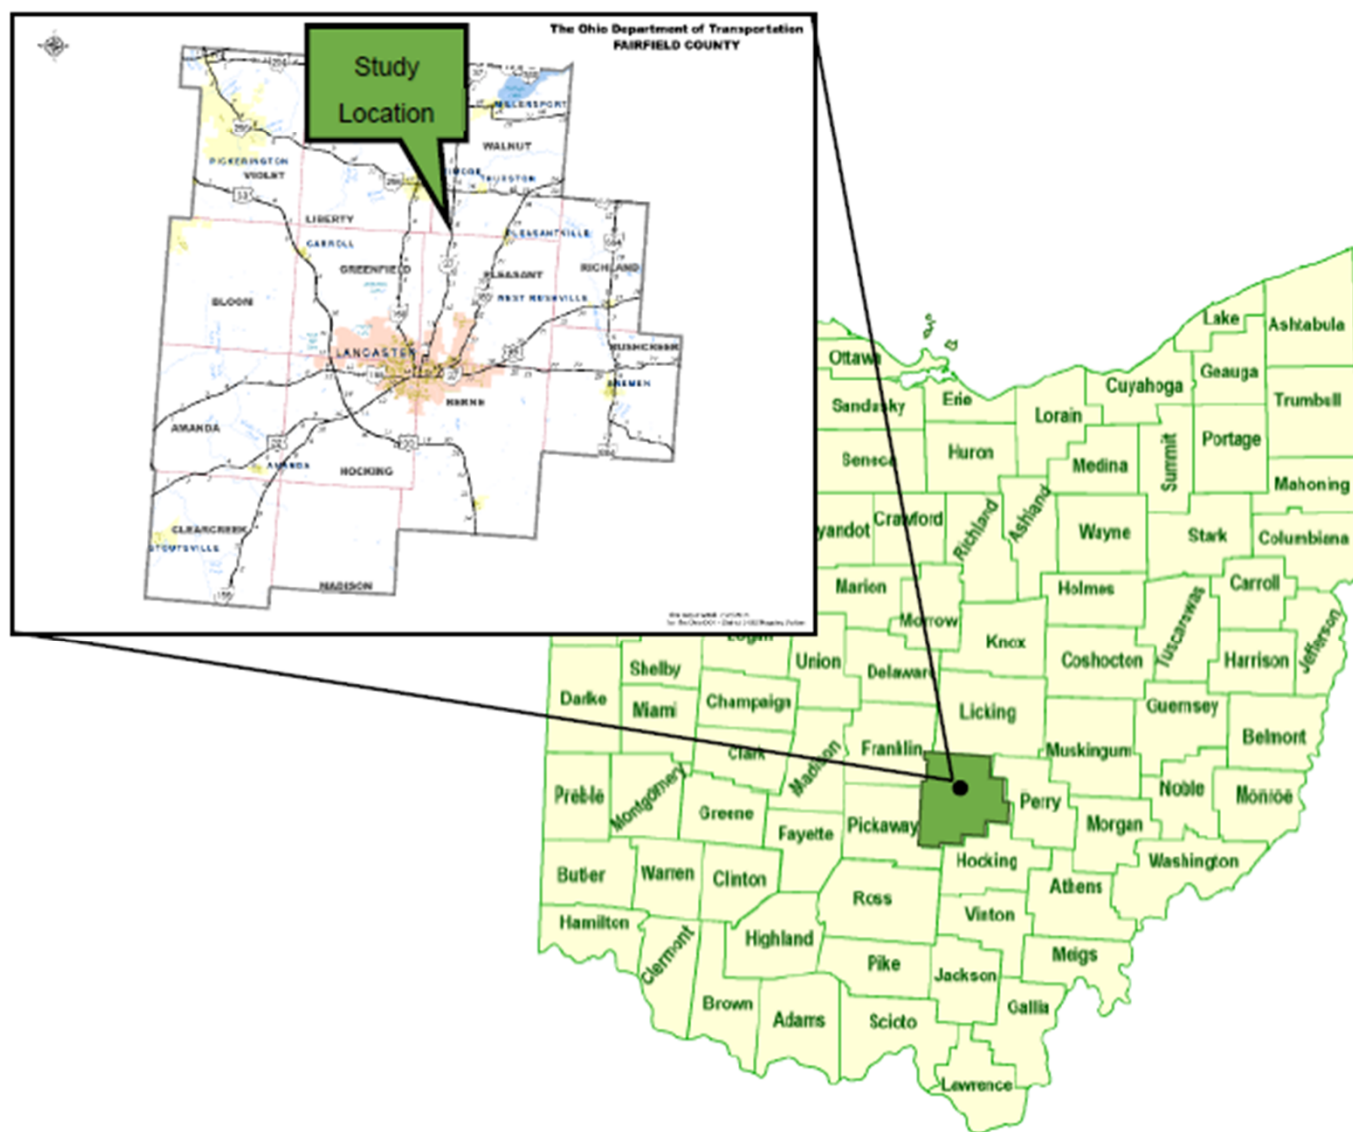 The Ohio Department of Transportation
FAIRFIELD COUNTY
Study
Location
MILLERSPORT
WALNUT
PICKERINGTON
VIOLET
THURSTON
LIBERTY
CARROLL
PLEASANTVILLE
GREENFIELD
PLEASANT
RICHLAND
BLOOM
WEST RUSHVILLE
LANCASTER
RUSHCREEK
BREMEN
BERNE
AMANDA
AMANDA
HOCKING
CLEARCREEK
STOUTSVILLE
MADISON
Lake
Ashtabula
Ottawa
Geauga
Cuyahoga
Sandusky
Erie
Lorain
Trumbull
Seneca
Huron
Medina
Summit
Portage
Mahoning
yandot
Crawford
Richland
Ashland
Wayne
Stark
Columbiana
Marion
Morrow
Holmes
Tuscarawas
Carroll
Jefferson
Logan
Knox
Shelby
Union
Delaware
Coshocton
Harrison
Darke
Miami
Champaign
Licking
Guernsey
Belmont
Clark
Madison
Franklin
Muskingum
Preble
Montgomery
Greene
Fayette
Pickaway
Perry
Morgan
Noble
Monroe
Butler
Warren
Clinton
Ross
Hocking
Athens
Washington
Hamilton
Clermont
Highland
Vinton
Pike
Jackson
Meigs
Brown
Adams
Scioto
Gallia
Lawrence